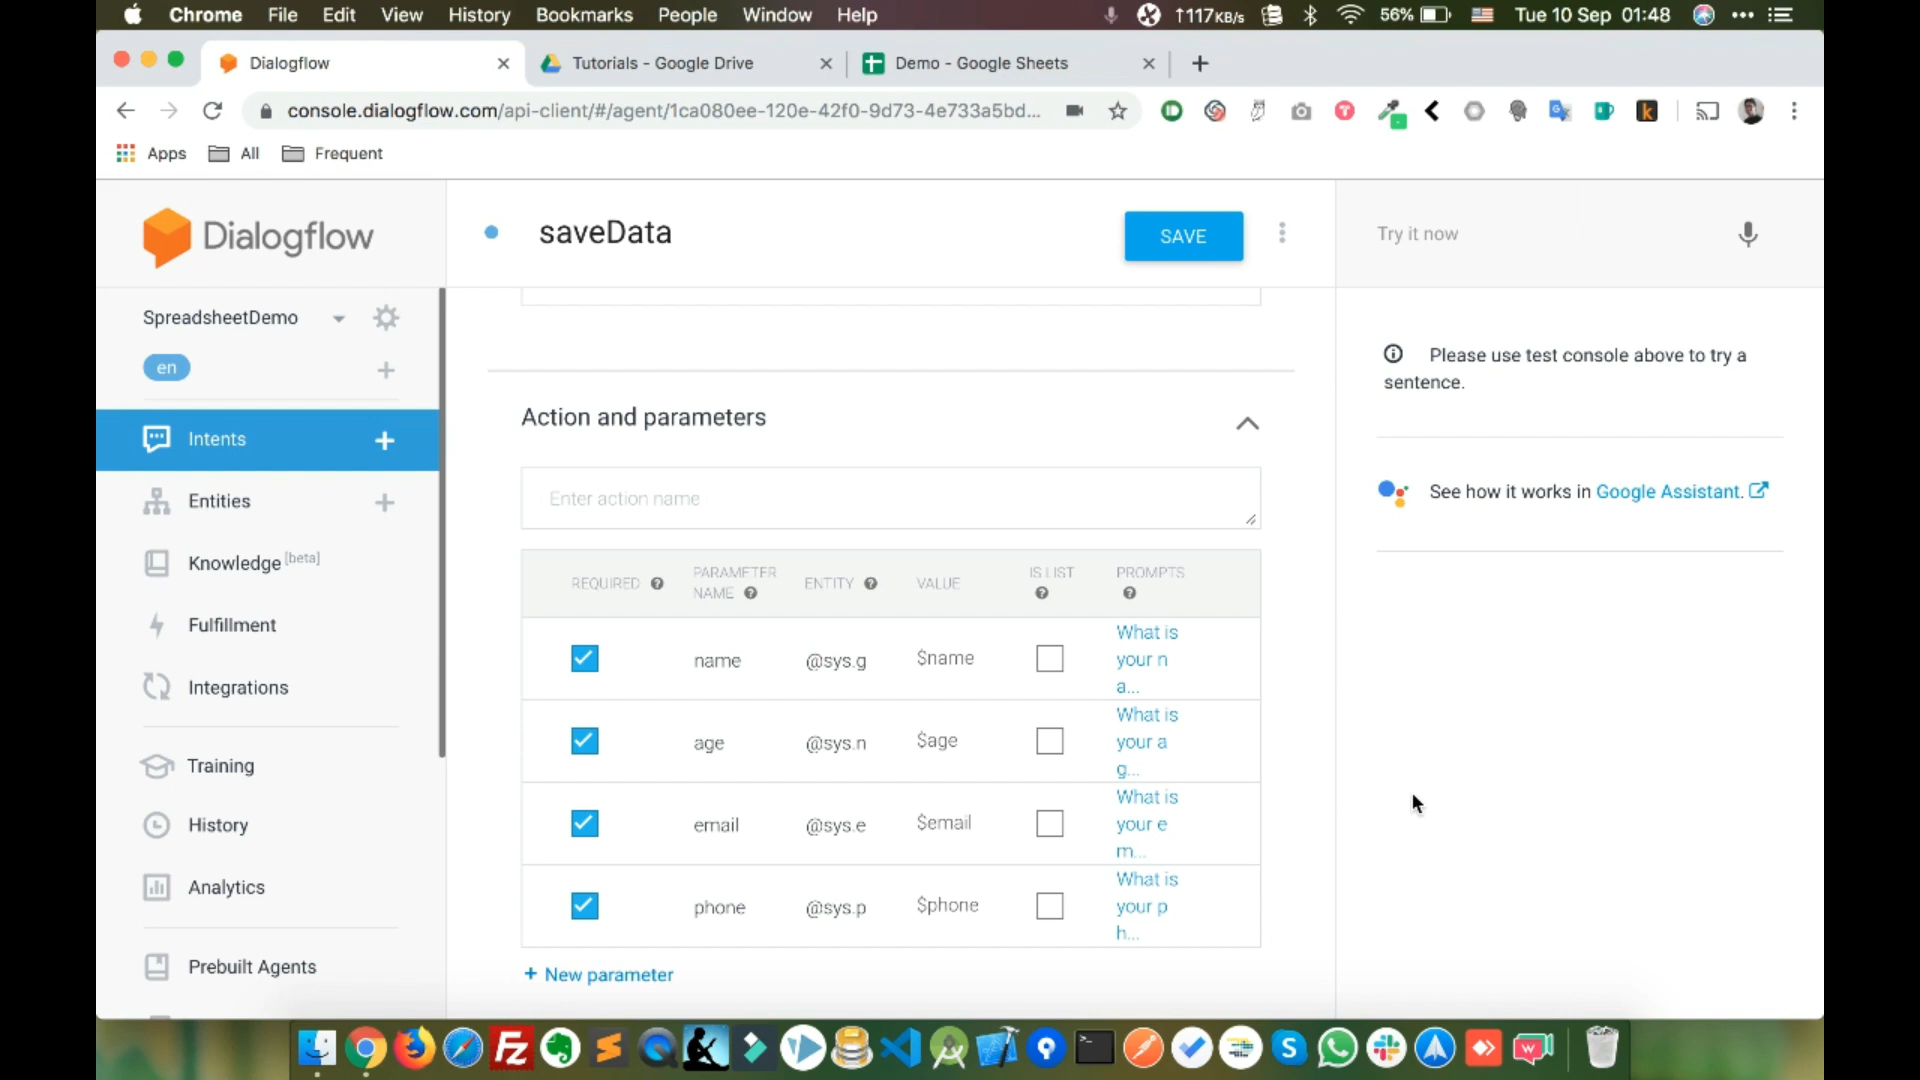 Chrome File Edit View History Bookmarks People Window Help
↑117KB/s 56% Tue 10 Sep 01:48
Dialogflow
Tutorials - Google Drive
Demo - Google Sheets
console.dialogflow.com/api-client/#/agent/1ca080ee-120e-42f0-9d73-4e733a5bd...
Apps All Frequent
Dialogflow
saveData
SAVE
Try it now
SpreadsheetDemo
en
Intents
Entities
Knowledge [beta]
Fulfillment
Integrations
Training
History
Analytics
Prebuilt Agents
Action and parameters
Enter action name
REQUIRED
PARAMETER
NAME
ENTITY
VALUE
IS LIST
PROMPTS
name @sys.g $name
What is
your n
a...
age @sys.n $age
What is
your a
g...
email @sys.e $email
What is
your e
m...
phone @sys.p $phone
What is
your p
h...
+ New parameter
Please use test console above to try a
sentence.
See how it works in Google Assistant.